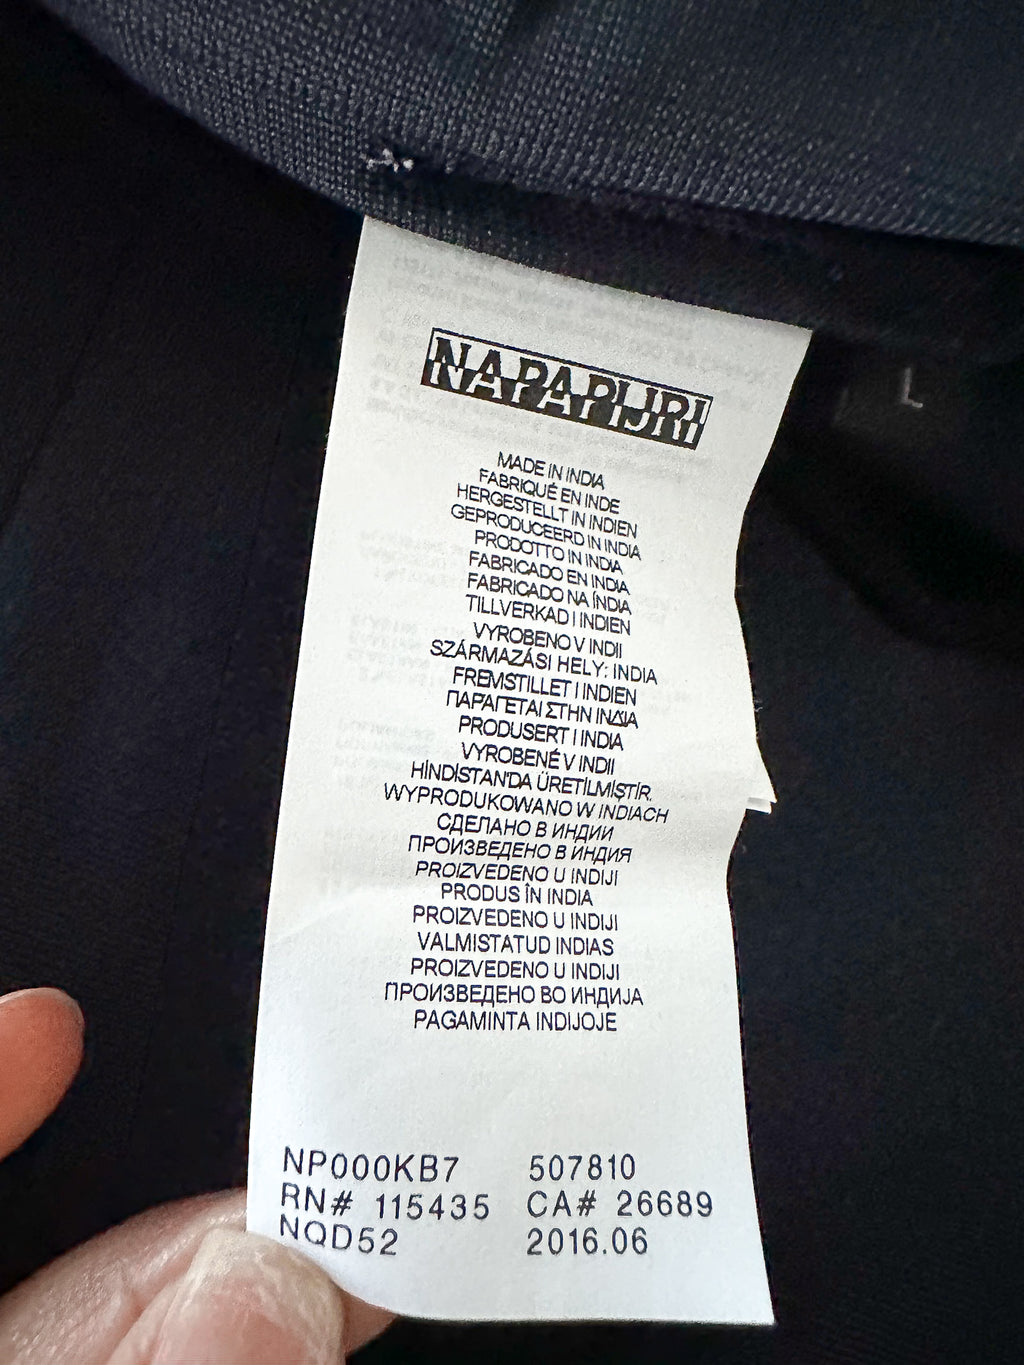 NAPAPIJRI
L
MADE IN INDIA
FABRIQUÉ EN INDE
HERGESTELLT IN INDIEN
GEPRODUCEERD IN INDIA
PRODOTTO IN INDIA
FABRICADO EN INDIA
FABRICADO NA ÍNDIA
TILLVERKAD I INDIEN
VYROBENO V INDII
SZÁRMAZÁSI HELY: INDIA
FREMSTILLET I INDIEN
ΠΑΡΑΓΕΤΑΙ ΣΤΗΝ ΙΝΔΙΑ
PRODUSERT I INDIA
VYROBENÉ V INDII
HİNDİSTAN'DA ÜRETİLMİŞTİR.
WYPRODUKOWANO W INDIACH
СДЕЛАНО В ИНДИИ
ПРОИЗВЕДЕНО В ИНДИЯ
PROIZVEDENO U INDIJI
PRODUS ÎN INDIA
PROIZVEDENO U INDIJI
VALMISTATUD INDIAS
PROIZVEDENO U INDIJI
ПРОИЗВЕДЕНО ВО ИНДИЈА
PAGAMINTA INDIJOJE
NP000KB7 507810
RN# 115435 CA# 26689
NQD52 2016.06